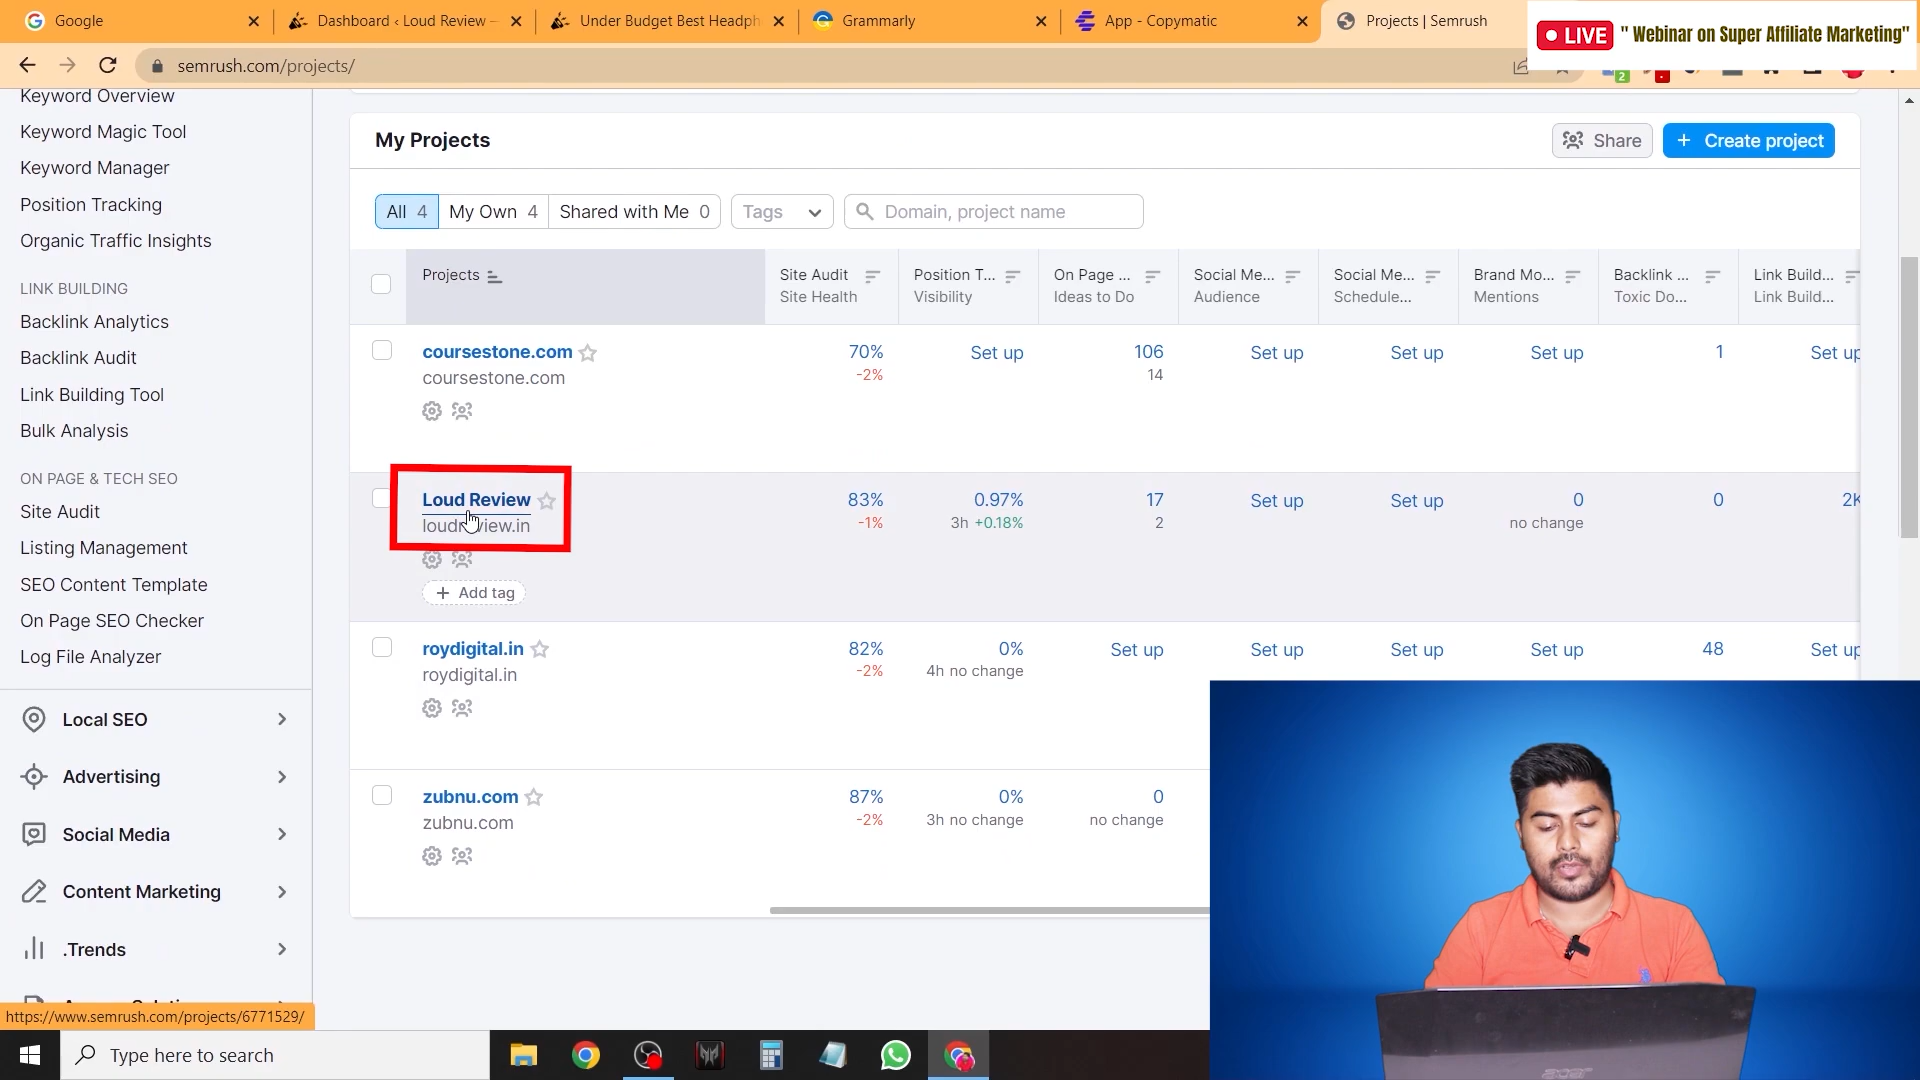 Google
Dashboard ‹ Loud Review —
Under Budget Best Headph
Grammarly
App - Copymatic
Projects | Semrush
LIVE
" Webinar on Super Affiliate Marketing"
semrush.com/projects/
2
Keyword Overview
Keyword Magic Tool
Keyword Manager
Position Tracking
Organic Traffic Insights
LINK BUILDING
Backlink Analytics
Backlink Audit
Link Building Tool
Bulk Analysis
ON PAGE & TECH SEO
Site Audit
Listing Management
SEO Content Template
On Page SEO Checker
Log File Analyzer
Local SEO
Advertising
Social Media
Content Marketing
.Trends
https://www.semrush.com/projects/6771529/
My Projects
Share
+ Create project
All 4
My Own 4
Shared with Me 0
Tags
Domain, project name
Projects
Site Audit
Site Health
Position T...
Visibility
On Page ...
Ideas to Do
Social Me...
Audience
Social Me...
Schedule...
Brand Mo...
Mentions
Backlink ...
Toxic Do...
Link Build...
Link Build...
coursestone.com
coursestone.com
70%
-2%
Set up
106
14
Set up
Set up
Set up
1
Set up
Loud Review
loudreview.in
+ Add tag
83%
-1%
0.97%
3h +0.18%
17
2
Set up
Set up
0
no change
0
2K
roydigital.in
roydigital.in
82%
-2%
0%
4h no change
Set up
Set up
Set up
Set up
48
Set up
zubnu.com
zubnu.com
87%
-2%
0%
3h no change
0
no change
Type here to search
acer